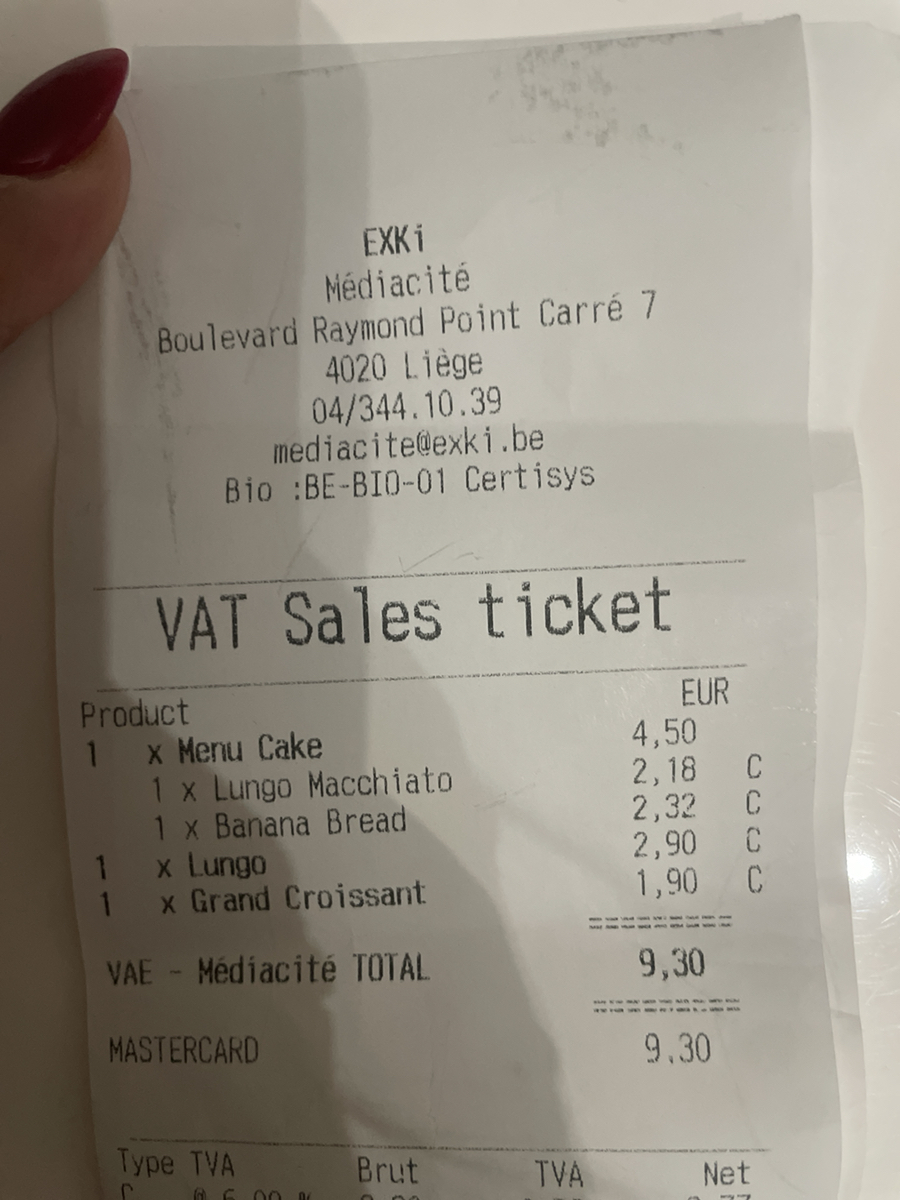 EXKi
Médiacité
Boulevard Raymond Point Carré 7
4020 Liège
04/344.10.39
mediacite@exki.be
Bio :BE-BIO-01 Certisys
VAT Sales ticket
Product EUR
1 x Menu Cake 4,50
1 x Lungo Macchiato 2,18 C
1 x Banana Bread 2,32 C
1 x Lungo 2,90 C
1 x Grand Croissant 1,90 C
VAE - Médiacité TOTAL 9,30
MASTERCARD 9.30
Type TVA Brut TVA Net